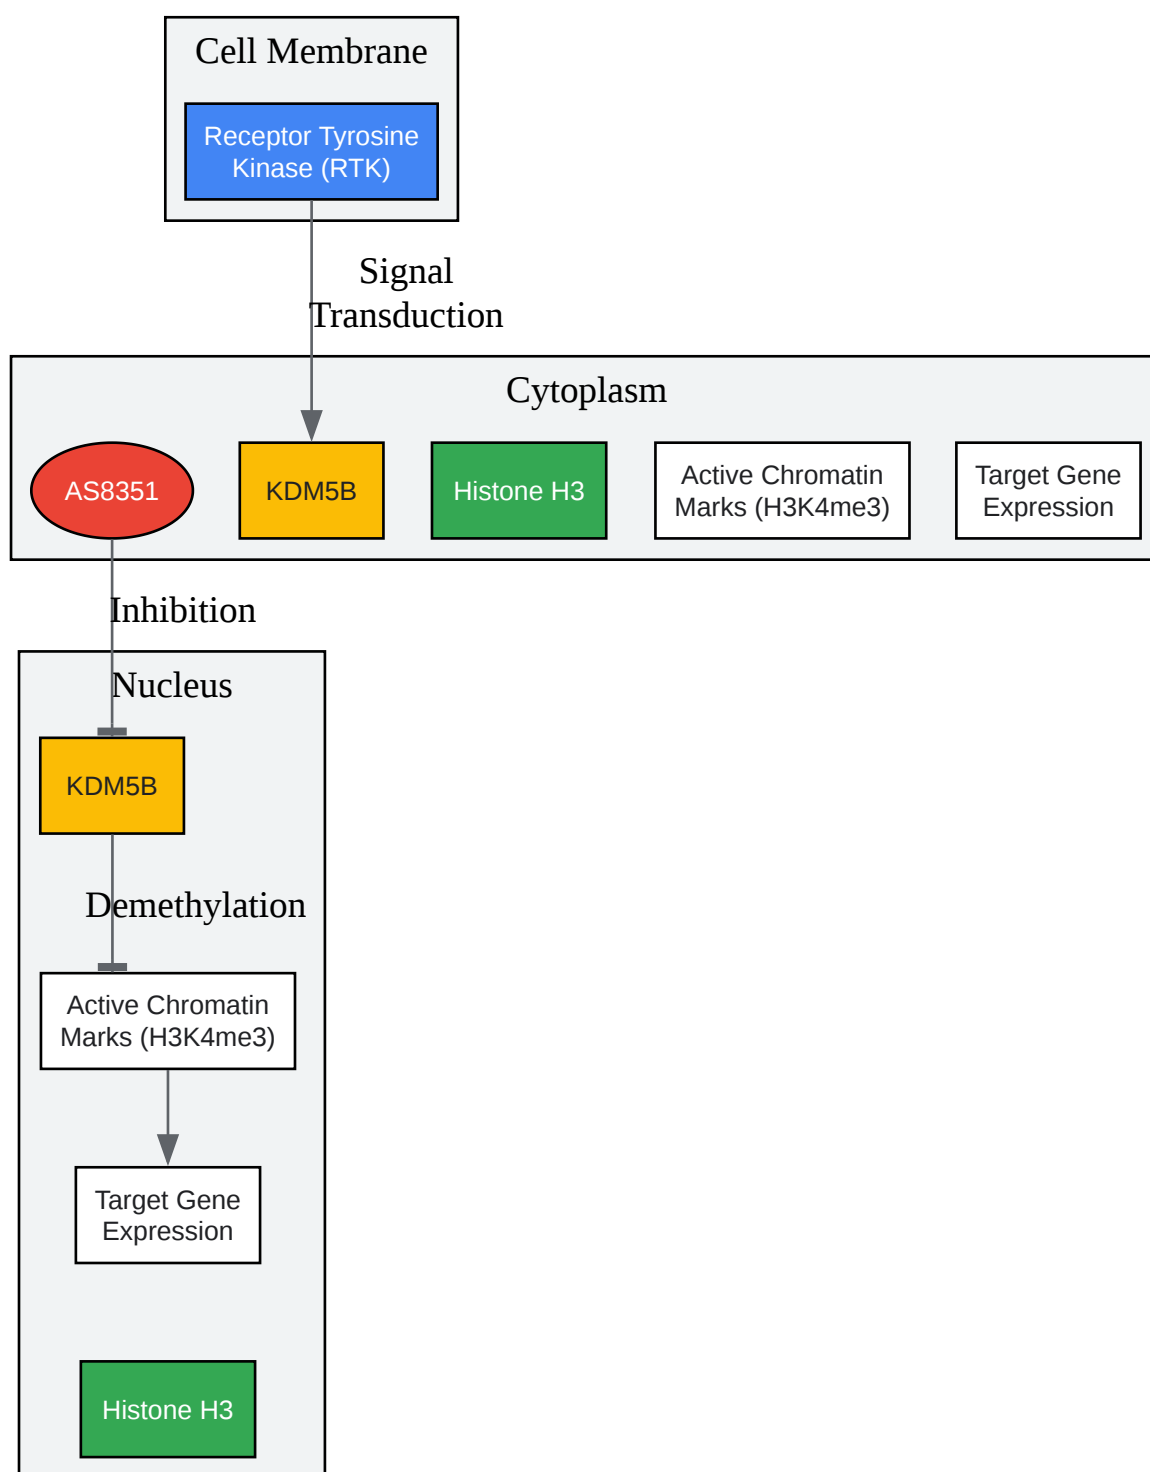 Cell Membrane
Receptor Tyrosine
Kinase (RTK)
Signal
Transduction
Cytoplasm
AS8351
KDM5B
Histone H3
Active Chromatin
Marks (H3K4me3)
Target Gene
Expression
Inhibition
Nucleus
KDM5B
Demethylation
Active Chromatin
Marks (H3K4me3)
Target Gene
Expression
Histone H3